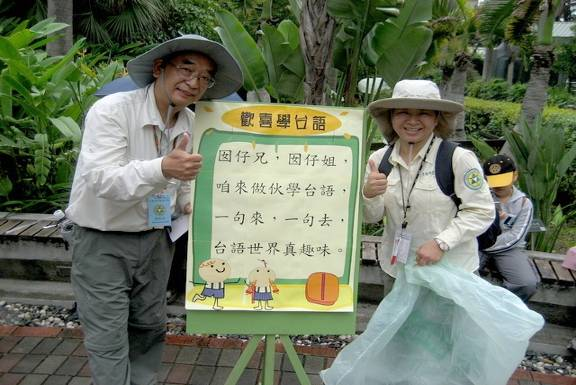 歡喜學台語
囡仔兄，囡仔姐，
咱來做伙學台語，
一句來，一句去，
台語世界真趣味。